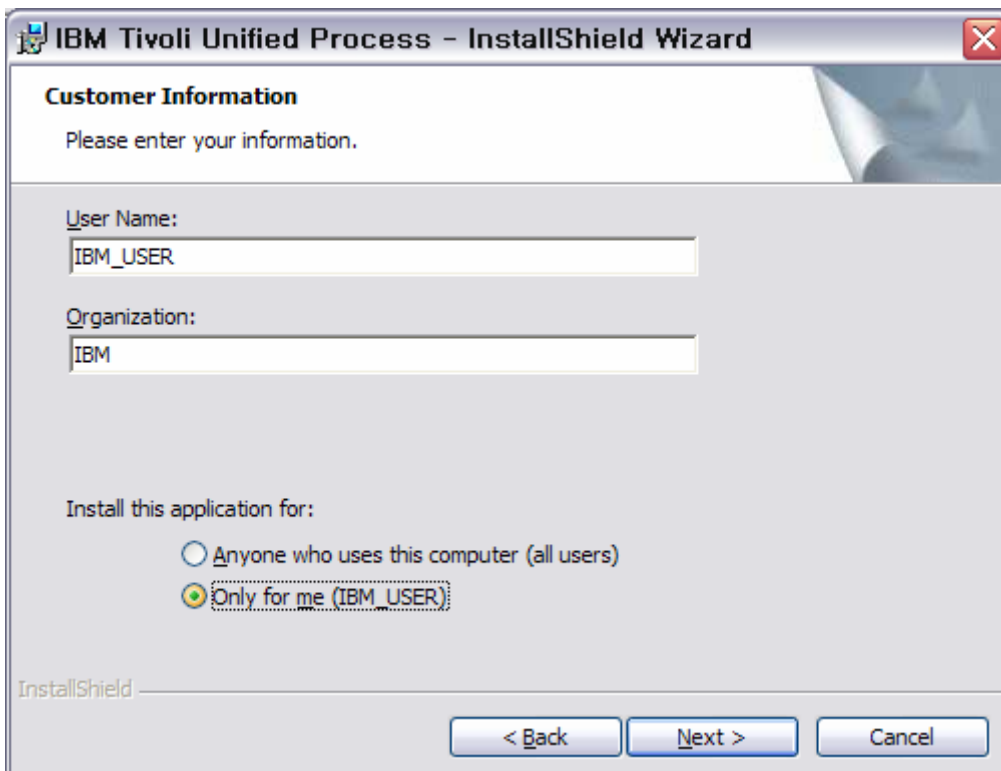 IBM Tivoli Unified Process - InstallShield Wizard
Customer Information
Please enter your information.
User Name:
IBM_USER
Organization:
IBM
Install this application for:
Anyone who uses this computer (all users)
Only for me (IBM_USER)
InstallShield
< Back Next > Cancel